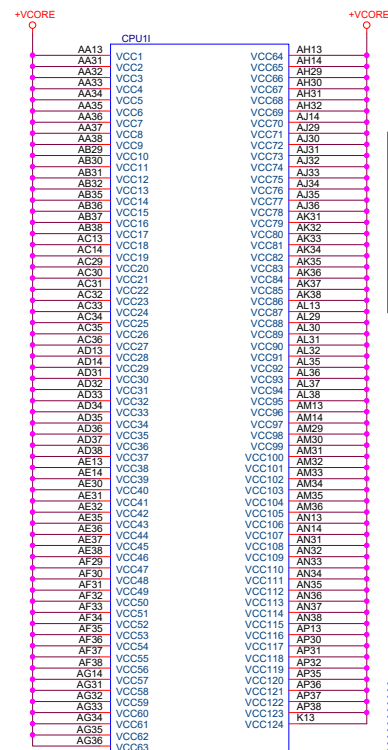 +VCORE +VCORE
CPU1I
AA13 VCC1 VCC64 AH13
AA31 VCC2 VCC65 AH14
AA32 VCC3 VCC66 AH29
AA33 VCC4 VCC67 AH30
AA34 VCC5 VCC68 AH31
AA35 VCC6 VCC69 AH32
AA36 VCC7 VCC70 AJ14
AA37 VCC8 VCC71 AJ29
AA38 VCC9 VCC72 AJ30
AB29 VCC10 VCC73 AJ31
AB30 VCC11 VCC74 AJ32
AB31 VCC12 VCC75 AJ33
AB32 VCC13 VCC76 AJ34
AB35 VCC14 VCC77 AJ35
AB36 VCC15 VCC78 AJ36
AB37 VCC16 VCC79 AK31
AB38 VCC17 VCC80 AK32
AC13 VCC18 VCC81 AK33
AC14 VCC19 VCC82 AK34
AC29 VCC20 VCC83 AK35
AC30 VCC21 VCC84 AK36
AC31 VCC22 VCC85 AK37
AC32 VCC23 VCC86 AK38
AC33 VCC24 VCC87 AL13
AC34 VCC25 VCC88 AL29
AC35 VCC26 VCC89 AL30
AC36 VCC27 VCC90 AL31
AD13 VCC28 VCC91 AL32
AD14 VCC29 VCC92 AL35
AD31 VCC30 VCC93 AL36
AD32 VCC31 VCC94 AL37
AD33 VCC32 VCC95 AL38
AD34 VCC33 VCC96 AM13
AD35 VCC34 VCC97 AM14
AD36 VCC35 VCC98 AM29
AD37 VCC36 VCC99 AM30
AD38 VCC37 VCC100 AM31
AE13 VCC38 VCC101 AM32
AE14 VCC39 VCC102 AM33
AE30 VCC40 VCC103 AM34
AE31 VCC41 VCC104 AM35
AE32 VCC42 VCC105 AM36
AE35 VCC43 VCC106 AN13
AE36 VCC44 VCC107 AN14
AE37 VCC45 VCC108 AN31
AE38 VCC46 VCC109 AN32
AF29 VCC47 VCC110 AN33
AF30 VCC48 VCC111 AN34
AF31 VCC49 VCC112 AN35
AF32 VCC50 VCC113 AN36
AF33 VCC51 VCC114 AN37
AF34 VCC52 VCC115 AN38
AF35 VCC53 VCC116 AP13
AF36 VCC54 VCC117 AP30
AF37 VCC55 VCC118 AP31
AF38 VCC56 VCC119 AP32
AG14 VCC57 VCC120 AP35
AG31 VCC58 VCC121 AP36
AG32 VCC59 VCC122 AP37
AG33 VCC60 VCC123 AP38
AG34 VCC61 VCC124 K13
AG35 VCC62
AG36 VCC63